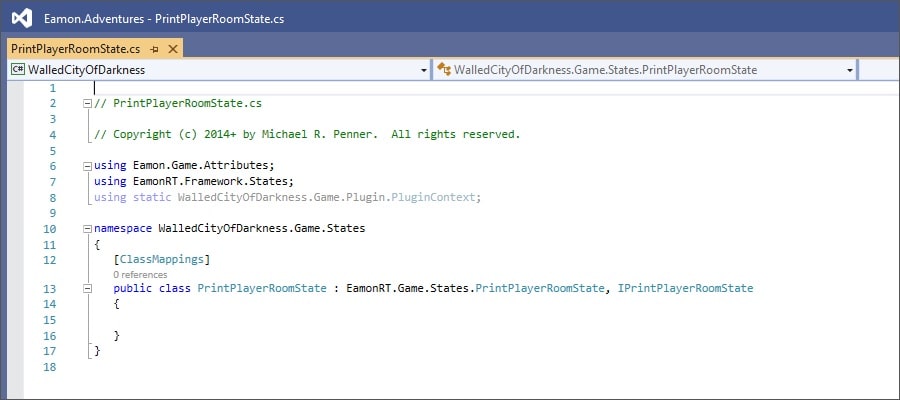 Eamon.Adventures - PrintPlayerRoomState.cs
PrintPlayerRoomState.cs
C# WalledCityOfDarkness WalledCityOfDarkness.Game.States.PrintPlayerRoomState
1
2 // PrintPlayerRoomState.cs
3
4 // Copyright (c) 2014+ by Michael R. Penner.  All rights reserved.
5
6 using Eamon.Game.Attributes;
7 using EamonRT.Framework.States;
8 using static WalledCityOfDarkness.Game.Plugin.PluginContext;
9
10 namespace WalledCityOfDarkness.Game.States
11 {
12 [ClassMappings]
0 references
13 public class PrintPlayerRoomState : EamonRT.Game.States.PrintPlayerRoomState, IPrintPlayerRoomState
14 {
15
16 }
17 }
18